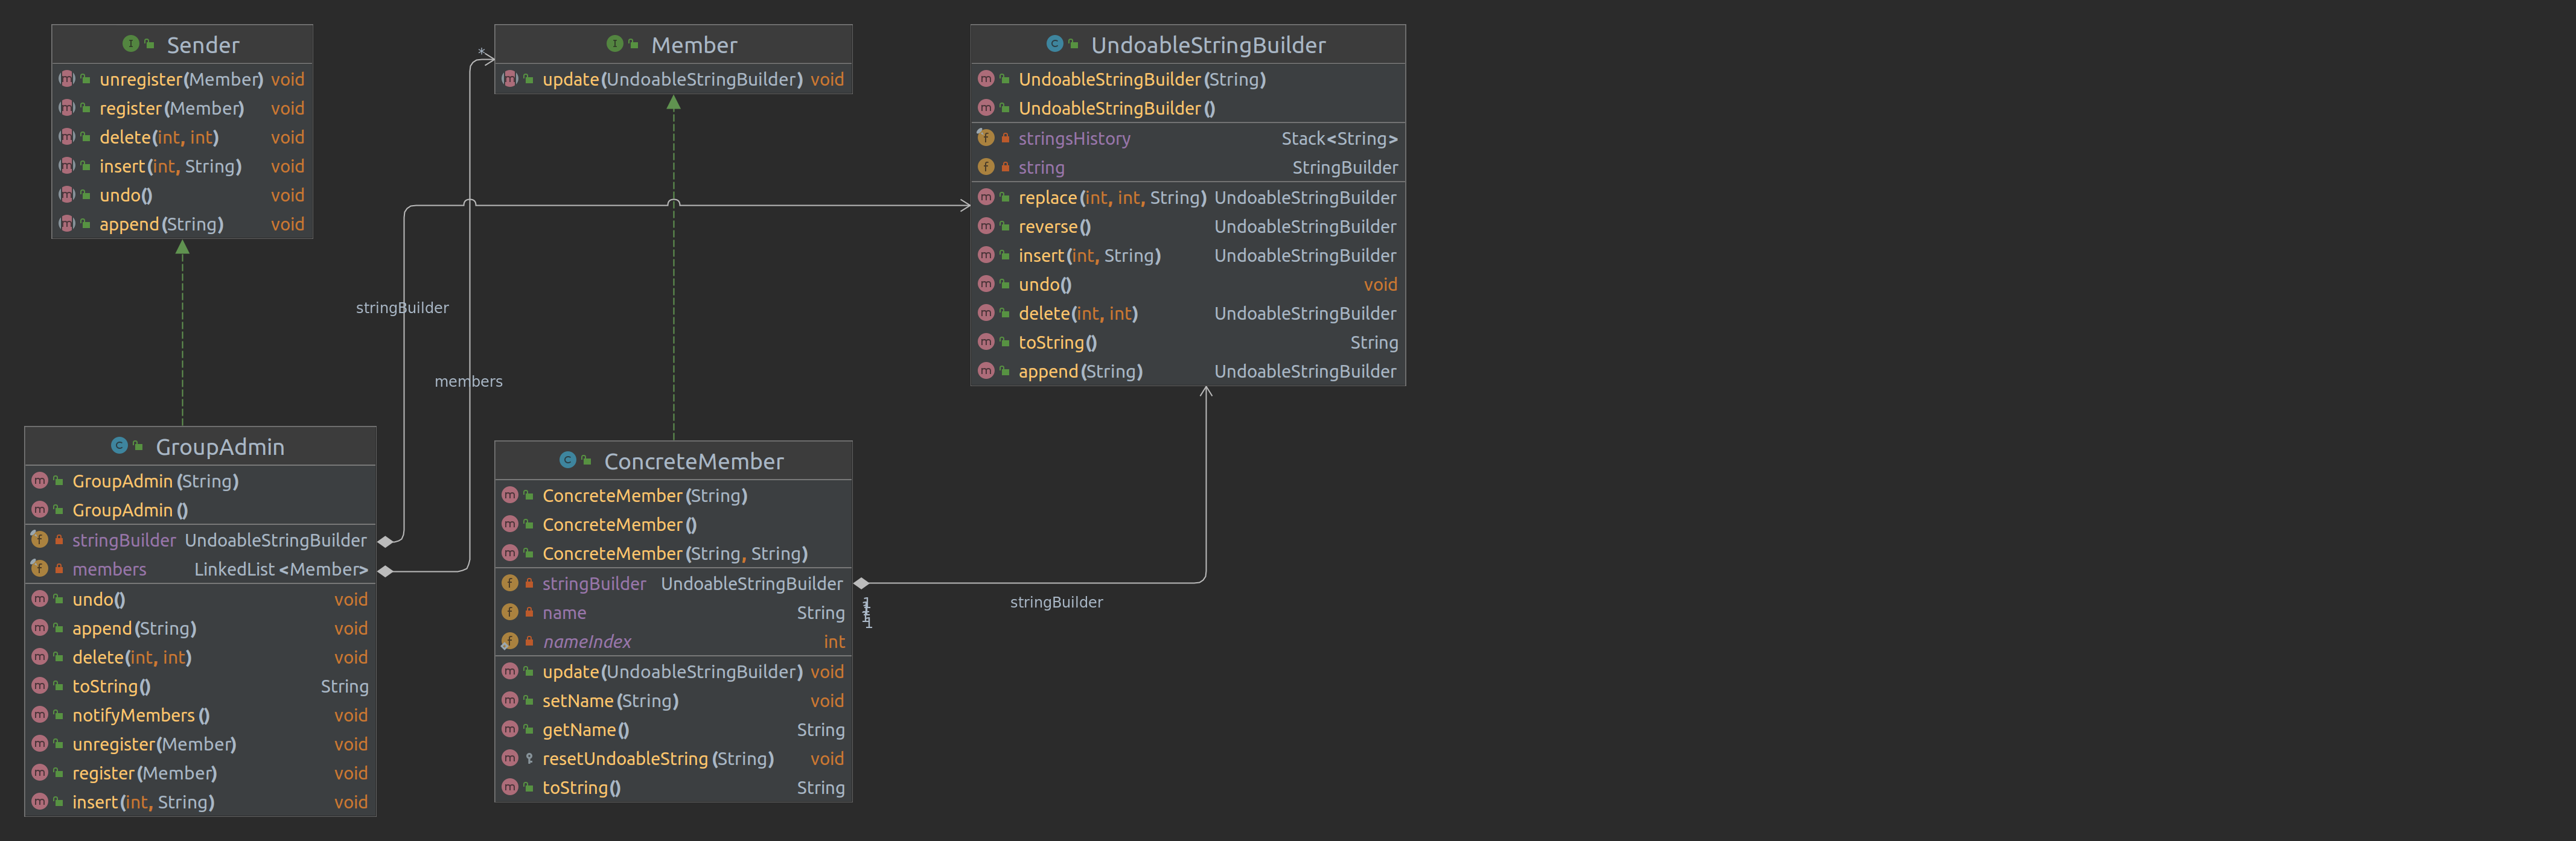 Sender
unregister(Member) void
register(Member) void
delete(int, int) void
insert(int, String) void
undo() void
append(String) void
*
Member
update(UndoableStringBuilder) void
UndoableStringBuilder
UndoableStringBuilder(String)
UndoableStringBuilder()
stringsHistory Stack<String>
string StringBuilder
replace(int, int, String) UndoableStringBuilder
reverse() UndoableStringBuilder
insert(int, String) UndoableStringBuilder
undo() void
delete(int, int) UndoableStringBuilder
toString() String
append(String) UndoableStringBuilder
stringBuilder
members
GroupAdmin
GroupAdmin(String)
GroupAdmin()
stringBuilder UndoableStringBuilder
members LinkedList<Member>
undo() void
append(String) void
delete(int, int) void
toString() String
notifyMembers() void
unregister(Member) void
register(Member) void
insert(int, String) void
ConcreteMember
ConcreteMember(String)
ConcreteMember()
ConcreteMember(String, String)
stringBuilder UndoableStringBuilder
name String
nameIndex int
update(UndoableStringBuilder) void
setName(String) void
getName() String
resetUndoableString(String) void
toString() String
stringBuilder